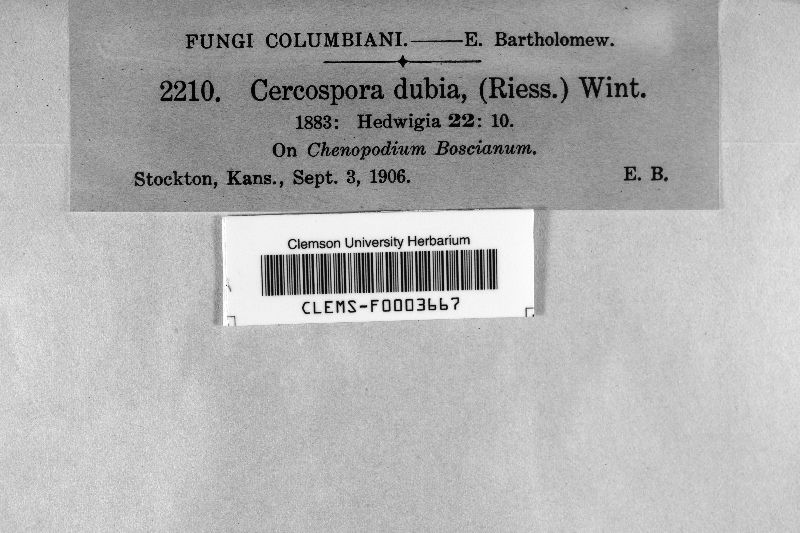 FUNGI COLUMBIANI.——E. Bartholomew.
2210. Cercospora dubia, (Riess.) Wint.
1883: Hedwigia 22: 10.
On Chenopodium Boscianum.
Stockton, Kans., Sept. 3, 1906. E. B.
Clemson University Herbarium
CLEMS-F0003667